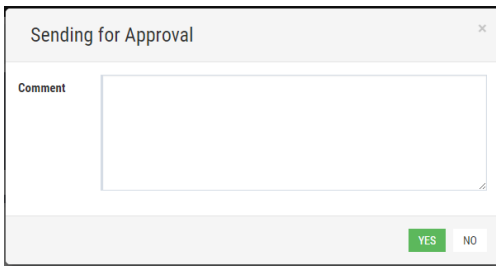 Sending for Approval
×
Comment
YES NO